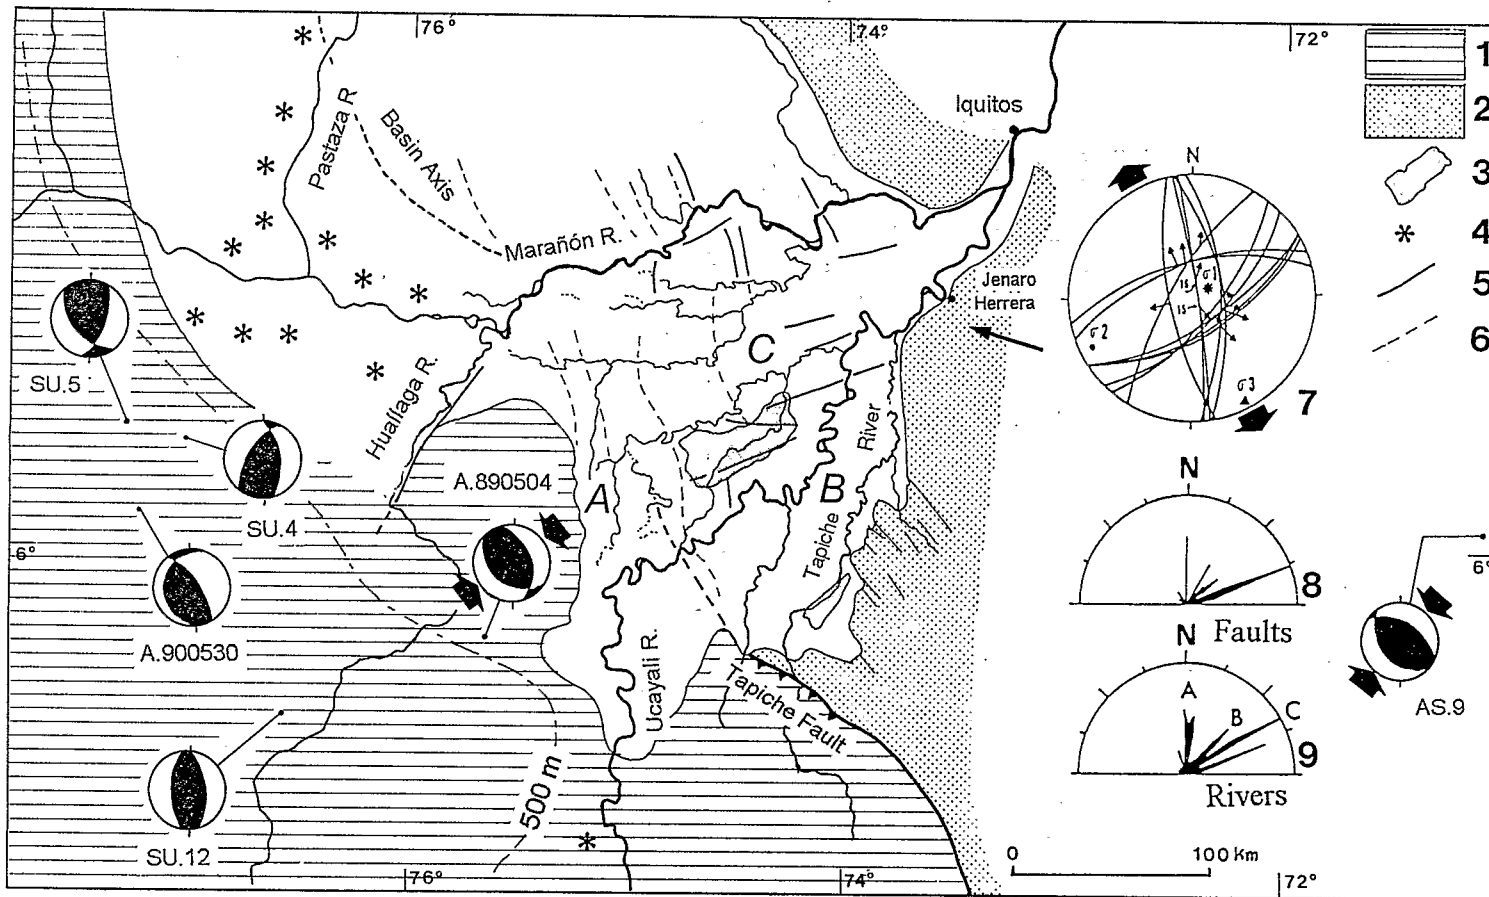 76°
74°
72°
1
2
3
4
5
6
Iquitos
Pastaza R
Basin Axis
Marañón R.
N
σ1
1s
1s
σ2
σ3
7
Jenaro
Herrera
C
SU.5
Huallaga R.
River
A.890504
A
B
SU.4
Tapiche
N
8
Faults
6°
6°
A.900530
Ucayali R.
Tapiche Fault
N
A
B
C
9
Rivers
AS.9
500 m
SU.12
0
100 km
76°
74°
72°